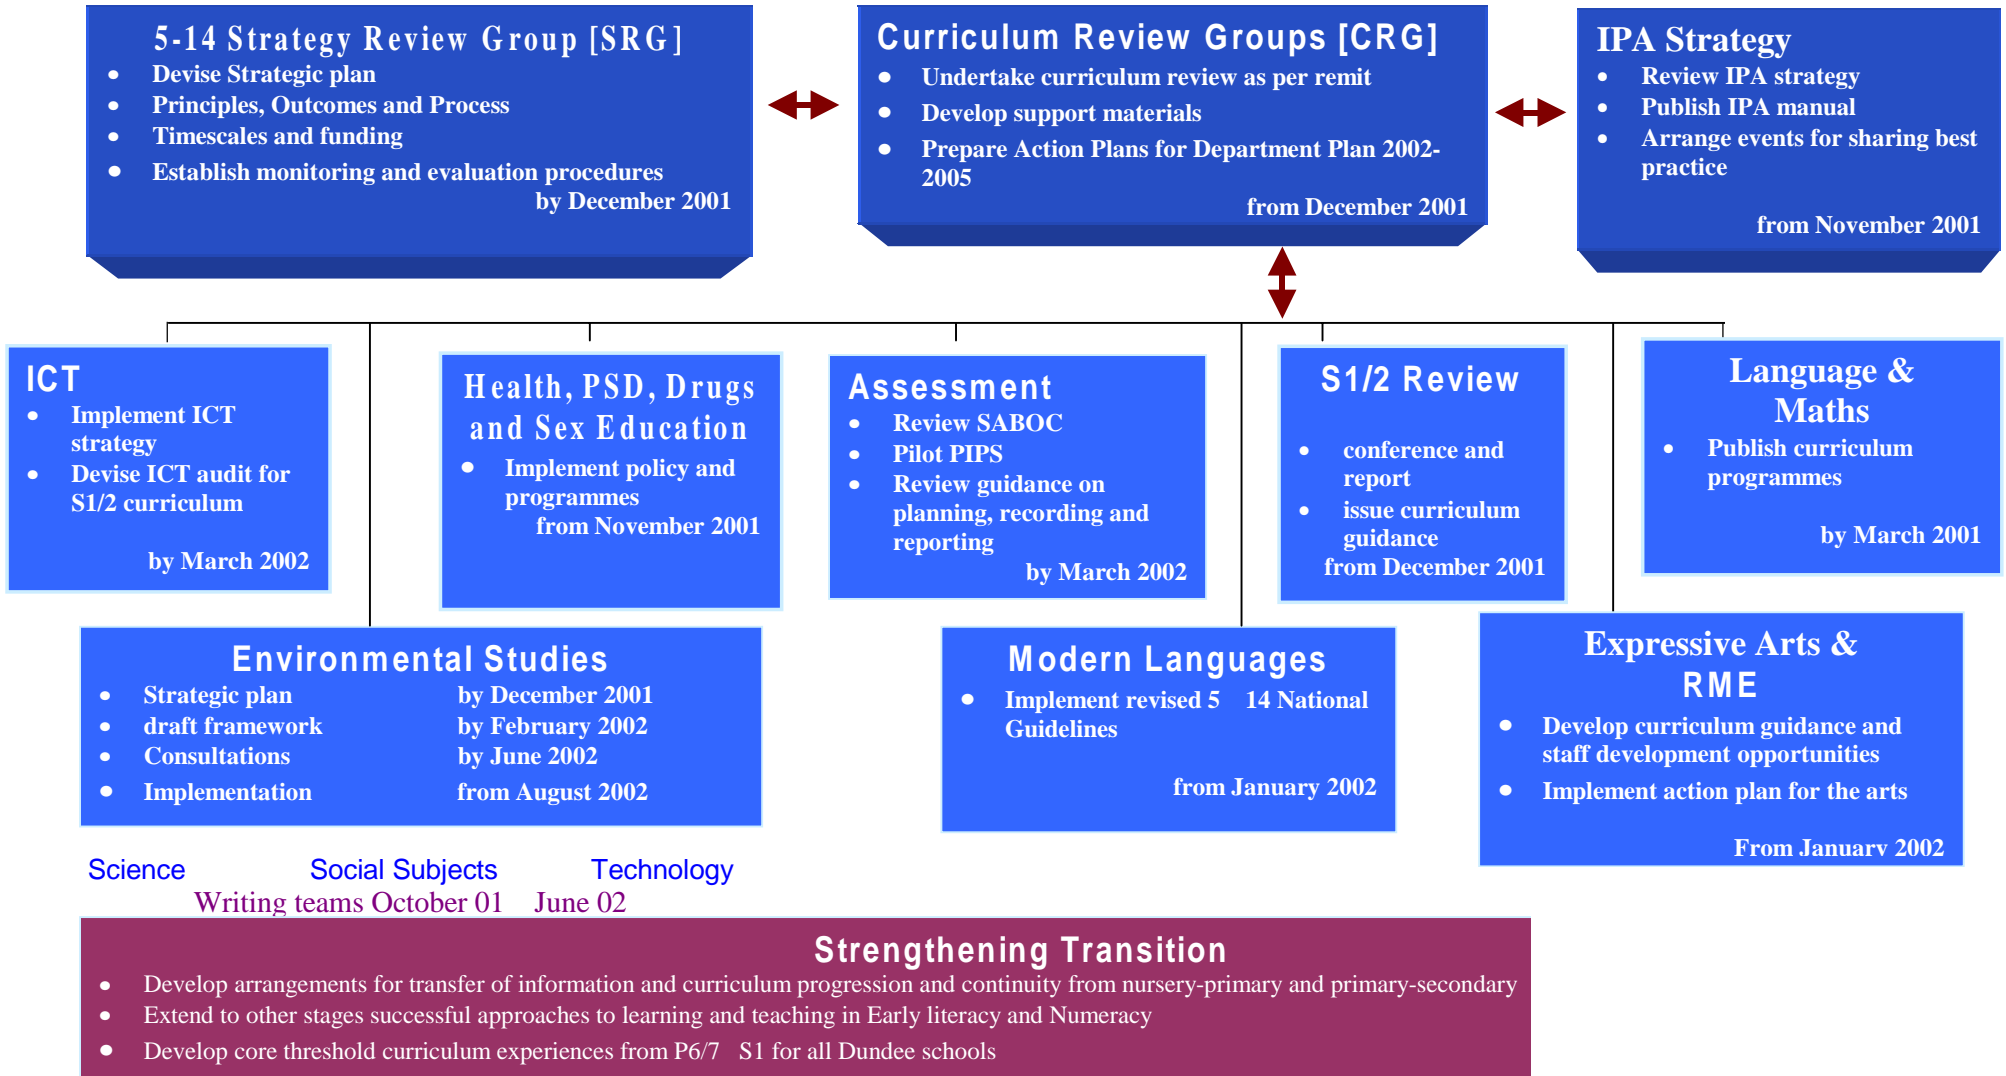 5-14 Strategy Review Group [SRG]
• Devise Strategic plan
• Principles, Outcomes and Process
• Timescales and funding
• Establish monitoring and evaluation procedures
by December 2001
Curriculum Review Groups [CRG]
• Undertake curriculum review as per remit
• Develop support materials
• Prepare Action Plans for Department Plan 2002-
2005
from December 2001
IPA Strategy
• Review IPA strategy
• Publish IPA manual
• Arrange events for sharing best
practice
from November 2001
ICT
• Implement ICT
strategy
• Devise ICT audit for
S1/2 curriculum
by March 2002
Health, PSD, Drugs
and Sex Education
• Implement policy and
programmes
from November 2001
Assessment
• Review SABOC
• Pilot PIPS
• Review guidance on
planning, recording and
reporting
by March 2002
S1/2 Review
• conference and
report
• issue curriculum
guidance
from December 2001
Language &
Maths
• Publish curriculum
programmes
by March 2001
Environmental Studies
• Strategic plan by December 2001
• draft framework by February 2002
• Consultations by June 2002
• Implementation from August 2002
Modern Languages
• Implement revised 5 14 National
Guidelines
from January 2002
Expressive Arts &
RME
• Develop curriculum guidance and
staff development opportunities
• Implement action plan for the arts
From January 2002
Science Social Subjects Technology
Writing teams October 01 June 02
Strengthening Transition
• Develop arrangements for transfer of information and curriculum progression and continuity from nursery-primary and primary-secondary
• Extend to other stages successful approaches to learning and teaching in Early literacy and Numeracy
• Develop core threshold curriculum experiences from P6/7 S1 for all Dundee schools